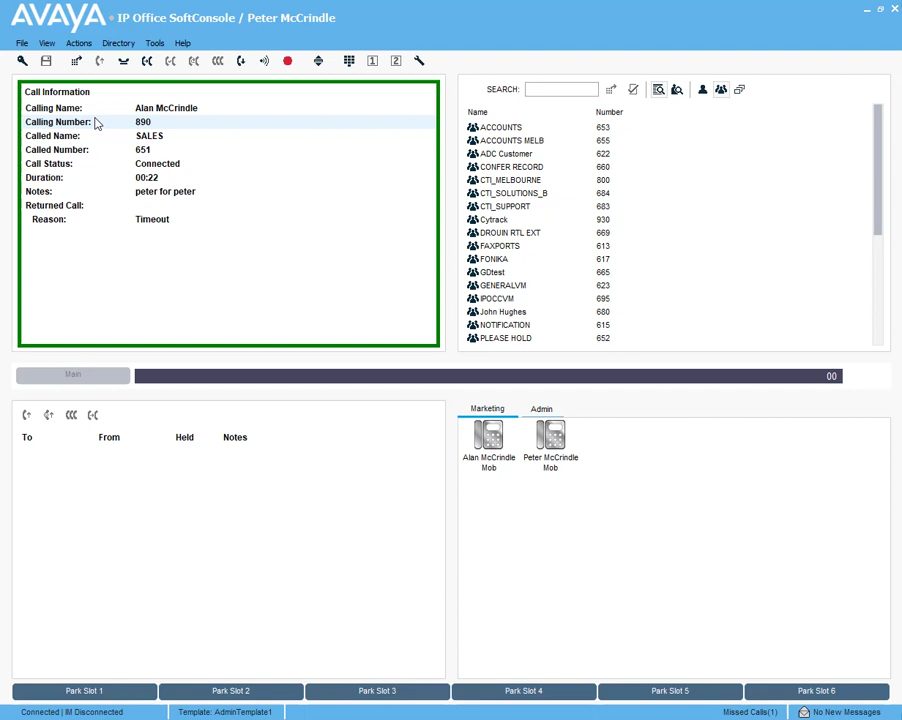 AVAYA IP Office SoftConsole / Peter McCrindle
File View Actions Directory Tools Help
1 2
Call Information
Calling Name: Alan McCrindle
Calling Number: 890
Called Name: SALES
Called Number: 651
Call Status: Connected
Duration: 00:22
Notes: peter for peter
Returned Call:
Reason: Timeout
SEARCH:
Name Number
ACCOUNTS 653
ACCOUNTS MELB 655
ADC Customer 622
CONFER RECORD 660
CTI_MELBOURNE 800
CTI_SOLUTIONS_B 684
CTI_SUPPORT 683
Cytrack 930
DROUIN RTL EXT 669
FAXPORTS 613
FONIKA 617
GDtest 665
GENERALVM 623
IPOCCVM 695
John Hughes 680
NOTIFICATION 615
PLEASE HOLD 652
Main 00
To From Held Notes
Marketing Admin
Alan McCrindle Mob
Peter McCrindle Mob
Park Slot 1 Park Slot 2 Park Slot 3 Park Slot 4 Park Slot 5 Park Slot 6
Connected | IM Disconnected Template: AdminTemplate1 Missed Calls(1) No New Messages